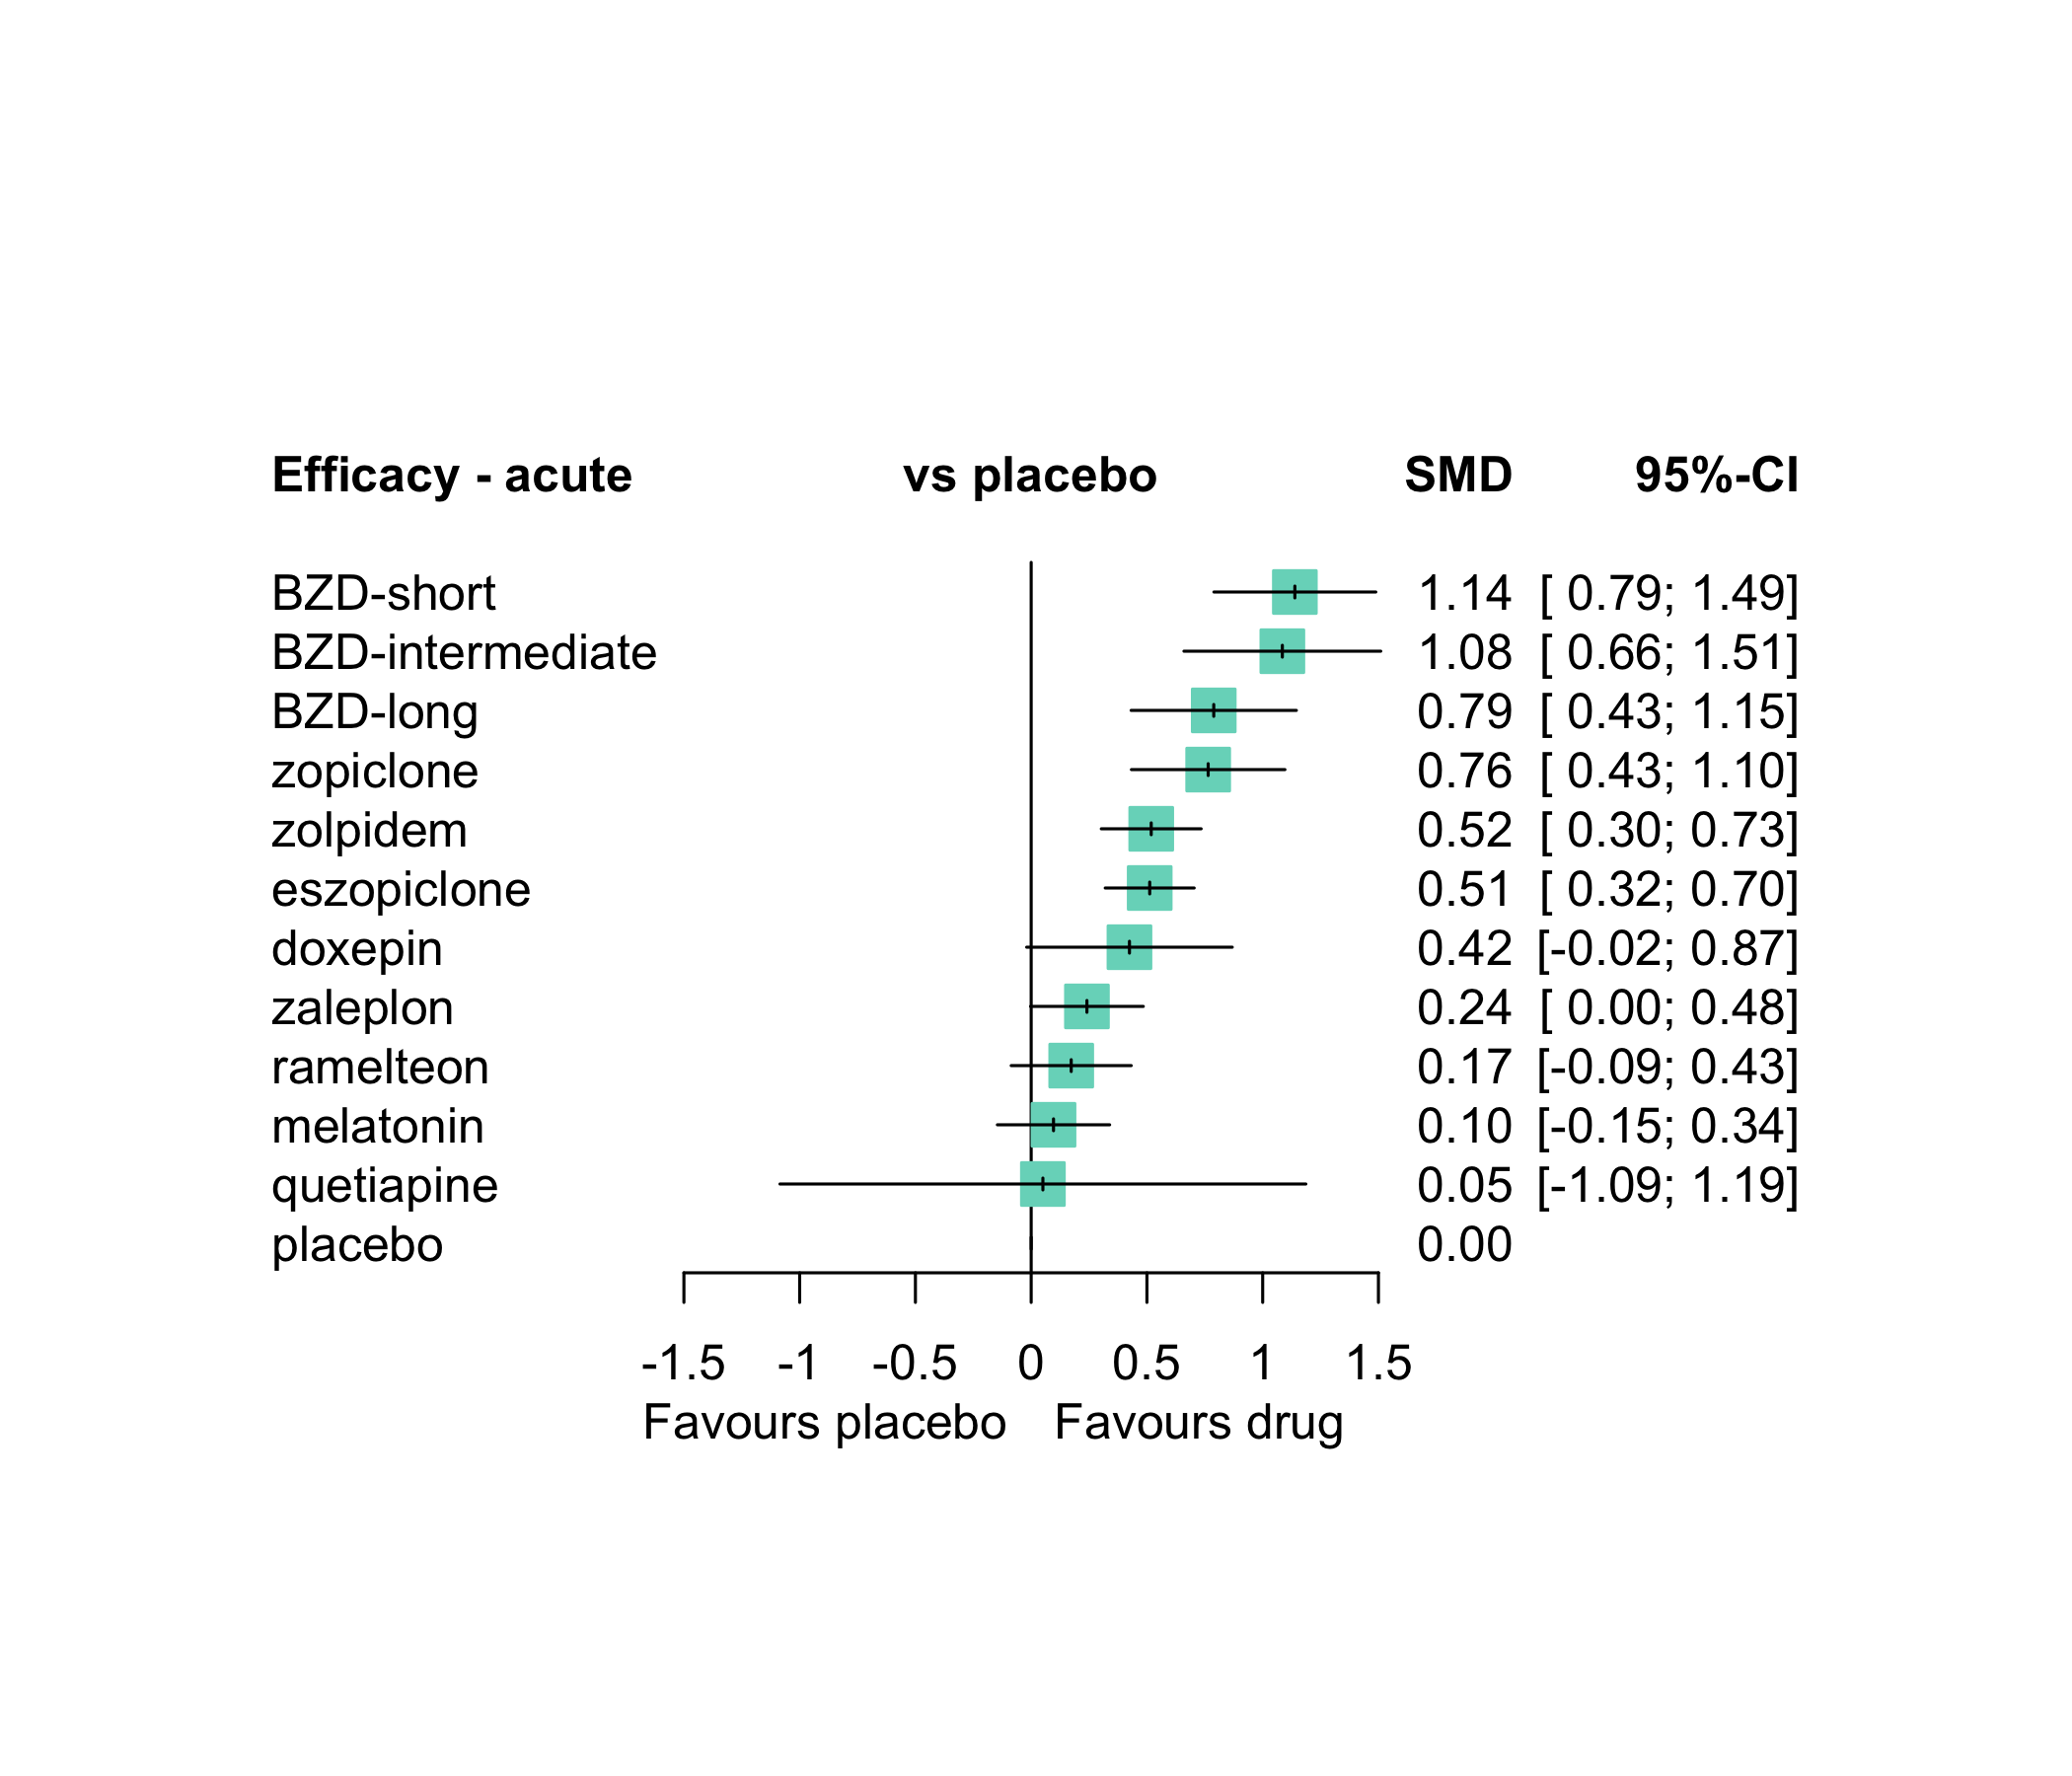 Efficacy - acute vs placebo SMD 95%-CI
BZD-short 1.14 [ 0.79; 1.49]
BZD-intermediate 1.08 [ 0.66; 1.51]
BZD-long 0.79 [ 0.43; 1.15]
zopiclone 0.76 [ 0.43; 1.10]
zolpidem 0.52 [ 0.30; 0.73]
eszopiclone 0.51 [ 0.32; 0.70]
doxepin 0.42 [-0.02; 0.87]
zaleplon 0.24 [ 0.00; 0.48]
ramelteon 0.17 [-0.09; 0.43]
melatonin 0.10 [-0.15; 0.34]
quetiapine 0.05 [-1.09; 1.19]
placebo 0.00
-1.5 -1 -0.5 0 0.5 1 1.5
Favours placebo Favours drug